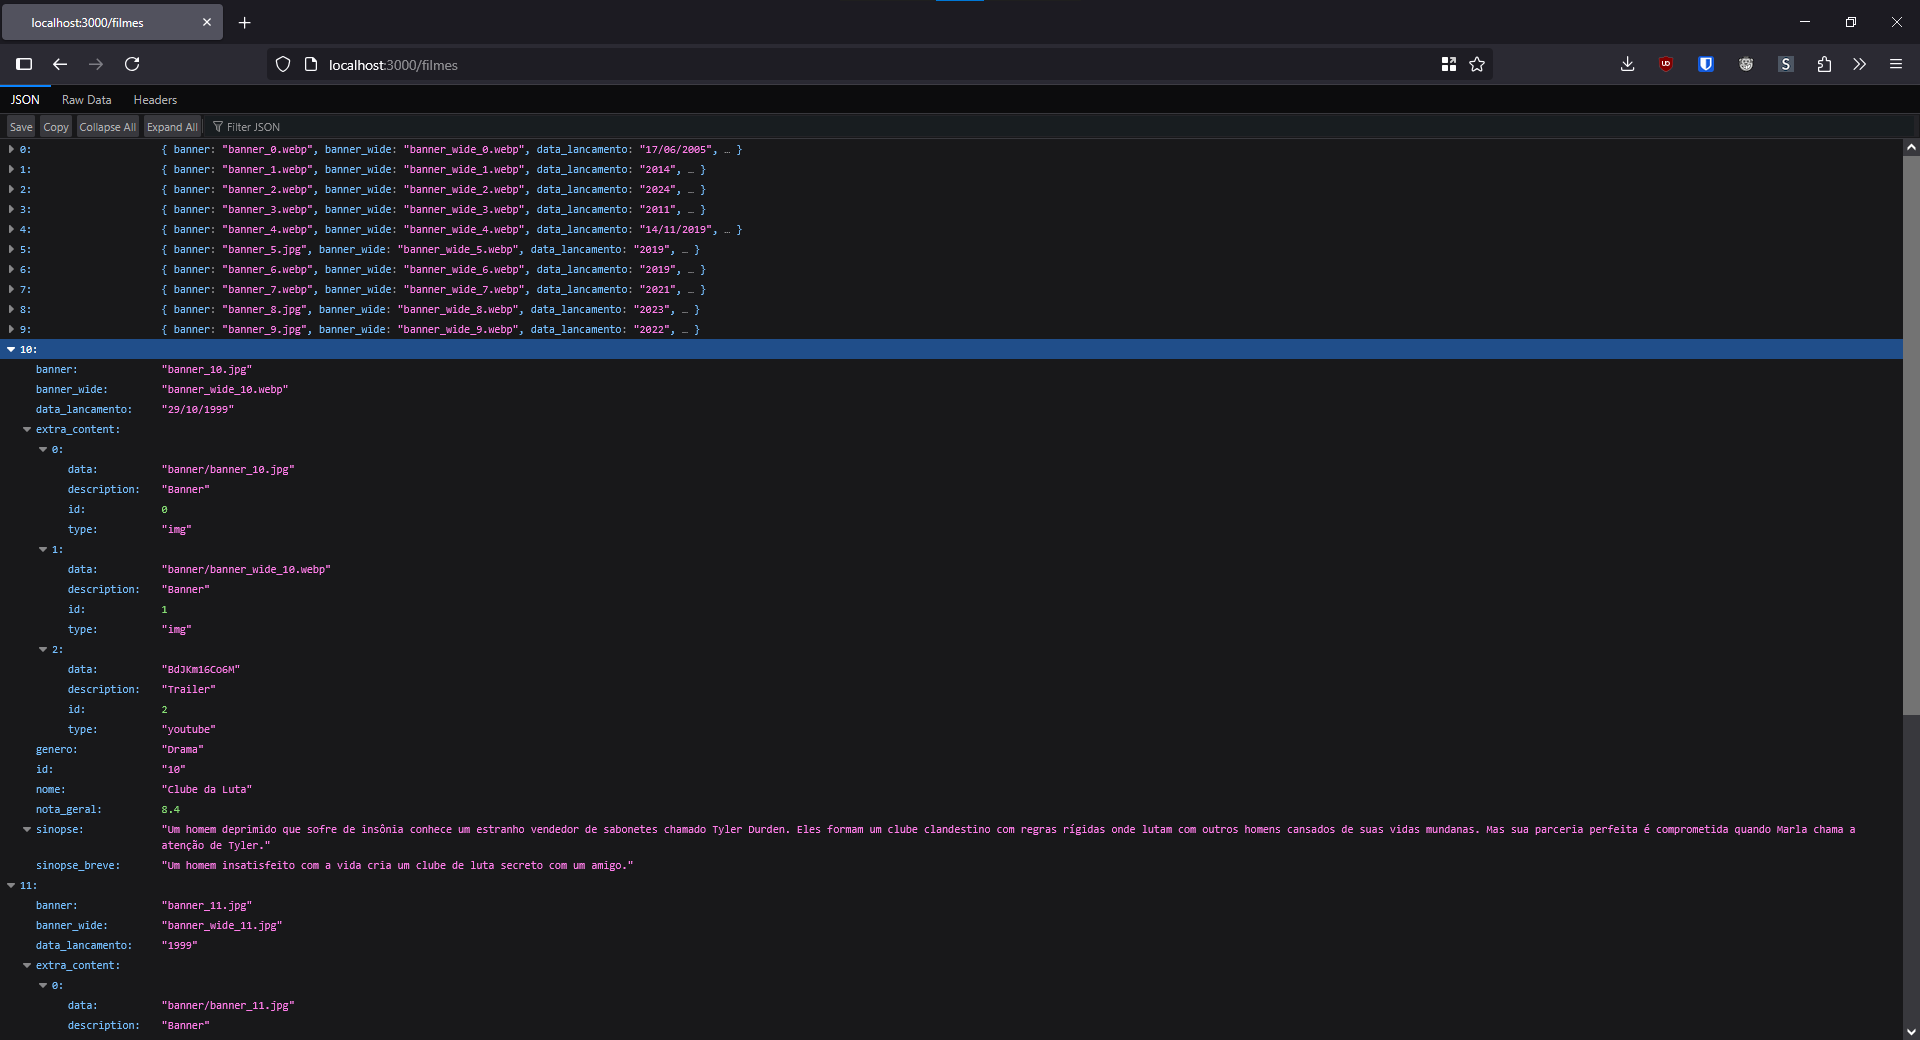 localhost:3000/filmes
localhost:3000/filmes
JSON Raw Data Headers
Save Copy Collapse All Expand All Filter JSON
0: { banner: "banner_0.webp", banner_wide: "banner_wide_0.webp", data_lancamento: "17/06/2005", … }
1: { banner: "banner_1.webp", banner_wide: "banner_wide_1.webp", data_lancamento: "2014", … }
2: { banner: "banner_2.webp", banner_wide: "banner_wide_2.webp", data_lancamento: "2024", … }
3: { banner: "banner_3.webp", banner_wide: "banner_wide_3.webp", data_lancamento: "2011", … }
4: { banner: "banner_4.webp", banner_wide: "banner_wide_4.webp", data_lancamento: "14/11/2019", … }
5: { banner: "banner_5.jpg", banner_wide: "banner_wide_5.webp", data_lancamento: "2019", … }
6: { banner: "banner_6.webp", banner_wide: "banner_wide_6.webp", data_lancamento: "2019", … }
7: { banner: "banner_7.webp", banner_wide: "banner_wide_7.webp", data_lancamento: "2021", … }
8: { banner: "banner_8.jpg", banner_wide: "banner_wide_8.webp", data_lancamento: "2023", … }
9: { banner: "banner_9.jpg", banner_wide: "banner_wide_9.webp", data_lancamento: "2022", … }
10:
banner: "banner_10.jpg"
banner_wide: "banner_wide_10.webp"
data_lancamento: "29/10/1999"
extra_content:
0:
data: "banner/banner_10.jpg"
description: "Banner"
id: 0
type: "img"
1:
data: "banner/banner_wide_10.webp"
description: "Banner"
id: 1
type: "img"
2:
data: "BdJKm16Co6M"
description: "Trailer"
id: 2
type: "youtube"
genero: "Drama"
id: "10"
nome: "Clube da Luta"
nota_geral: 8.4
sinopse: "Um homem deprimido que sofre de insônia conhece um estranho vendedor de sabonetes chamado Tyler Durden. Eles formam um clube clandestino com regras rígidas onde lutam com outros homens cansados de suas vidas mundanas. Mas sua parceria perfeita é comprometida quando Marla chama a
atenção de Tyler."
sinopse_breve: "Um homem insatisfeito com a vida cria um clube de luta secreto com um amigo."
11:
banner: "banner_11.jpg"
banner_wide: "banner_wide_11.jpg"
data_lancamento: "1999"
extra_content:
0:
data: "banner/banner_11.jpg"
description: "Banner"